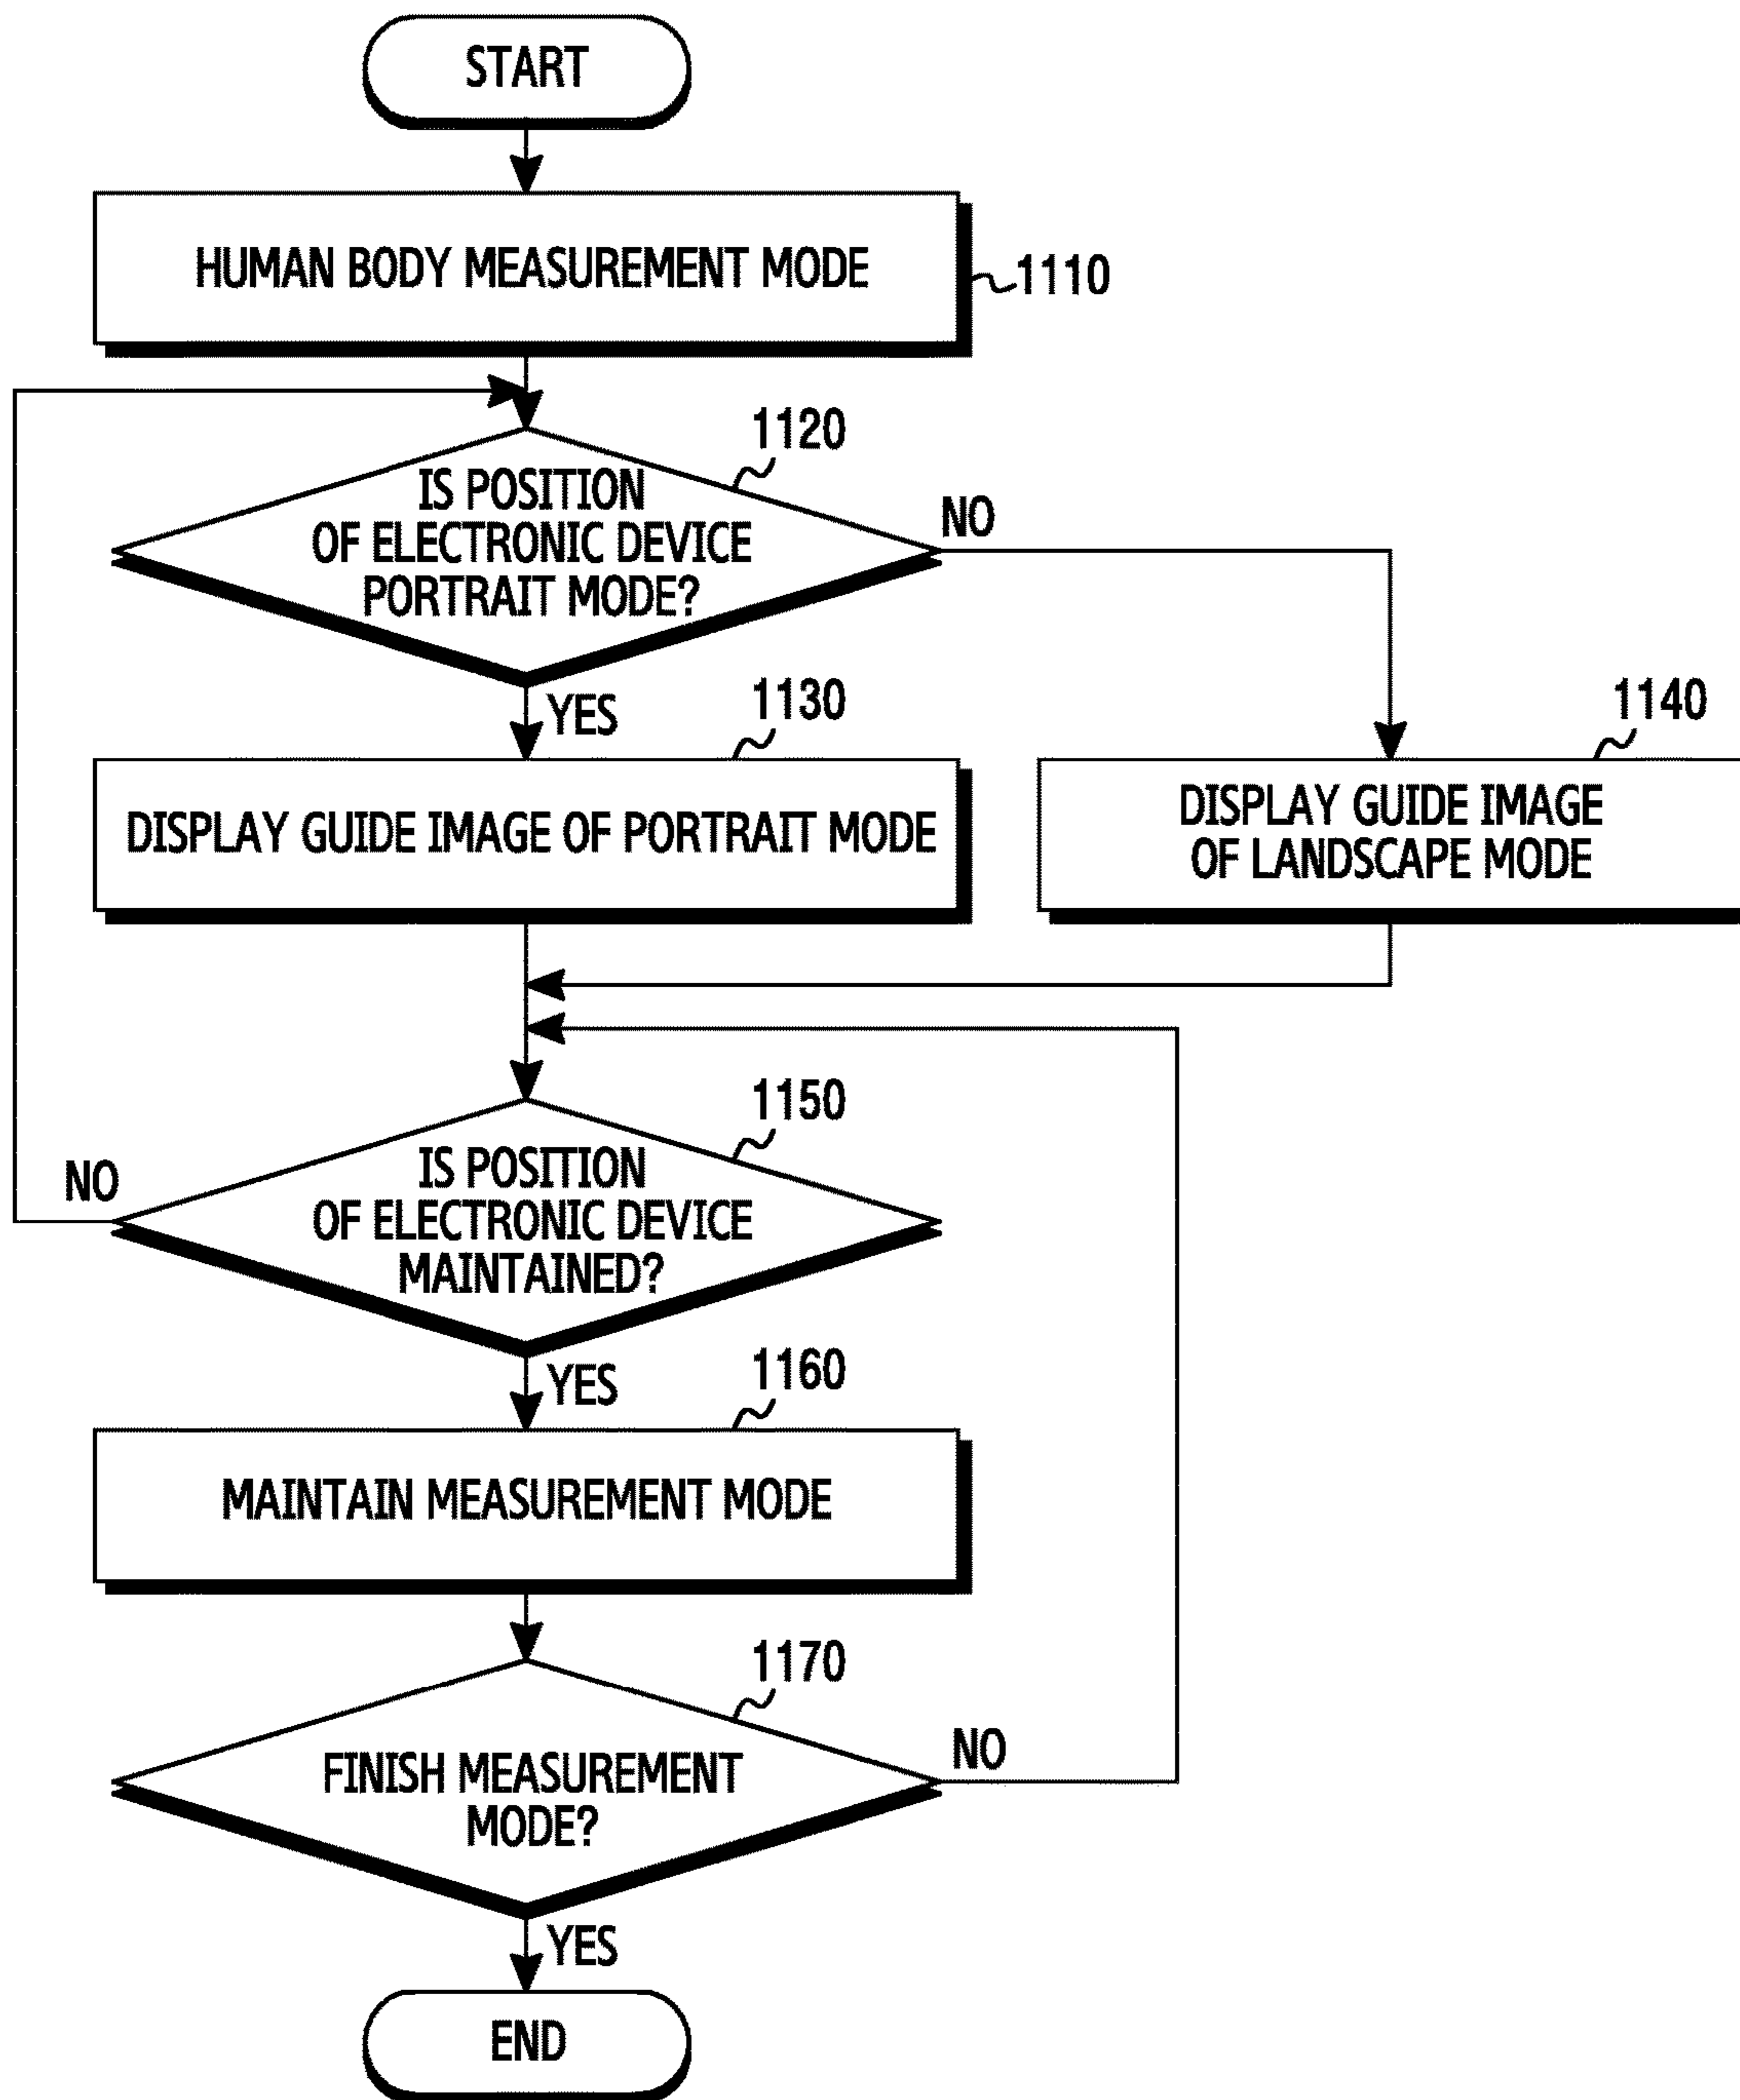 START
HUMAN BODY MEASUREMENT MODE
1110
1120
IS POSITION
OF ELECTRONIC DEVICE
PORTRAIT MODE?
NO
YES
1130
DISPLAY GUIDE IMAGE OF PORTRAIT MODE
1140
DISPLAY GUIDE IMAGE
OF LANDSCAPE MODE
1150
IS POSITION
OF ELECTRONIC DEVICE
MAINTAINED?
NO
YES
1160
MAINTAIN MEASUREMENT MODE
1170
FINISH MEASUREMENT
MODE?
NO
YES
END